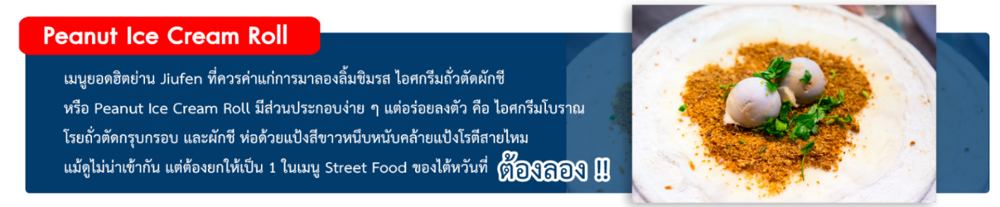 Peanut Ice Cream Roll
เมนูยอดฮิตย่าน Jiufen ที่ควรค่าแก่การมาลองลิ้มชิมรส ไอศกรีมถั่วตัดผักชี
หรือ Peanut Ice Cream Roll มีส่วนประกอบง่าย ๆ แต่อร่อยลงตัว คือ ไอศกรีมโบราณ
โรยถั่วตัดกรุบกรอบ และผักชี ห่อด้วยแป้งสีขาวหนึบหนับคล้ายแป้งโรตีสายไหม
แม้ดูไม่น่าเข้ากัน แต่ต้องยกให้เป็น 1 ในเมนู Street Food ของไต้หวันที่ ต้องลอง !!